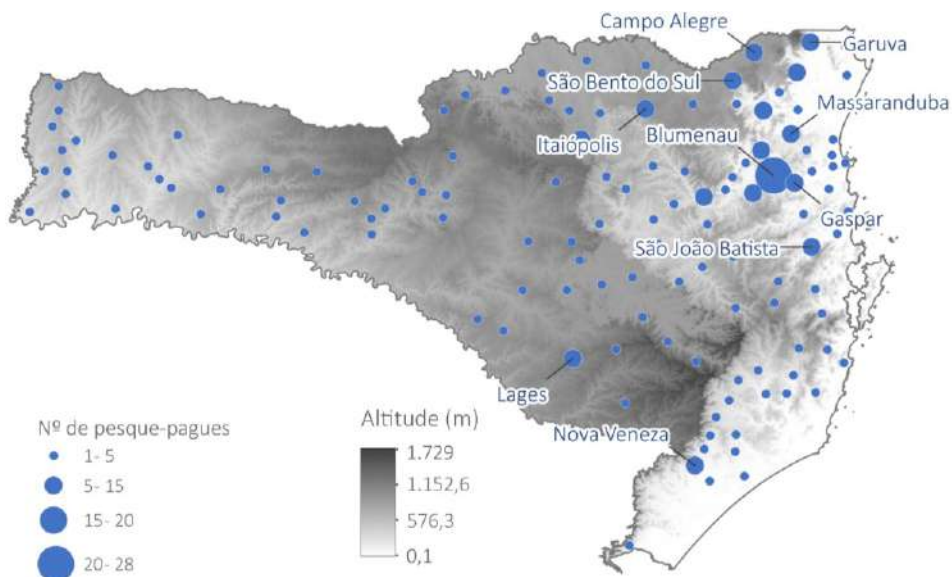 Campo Alegre
Garuva
São Bento do Sul
Massaranduba
Itaiópolis
Blumenau
Gaspar
São João Batista
Lages
Nova Veneza
Nº de pesque-pagues
1- 5
5- 15
15- 20
20- 28
Altitude (m)
1.729
1.152,6
576,3
0,1